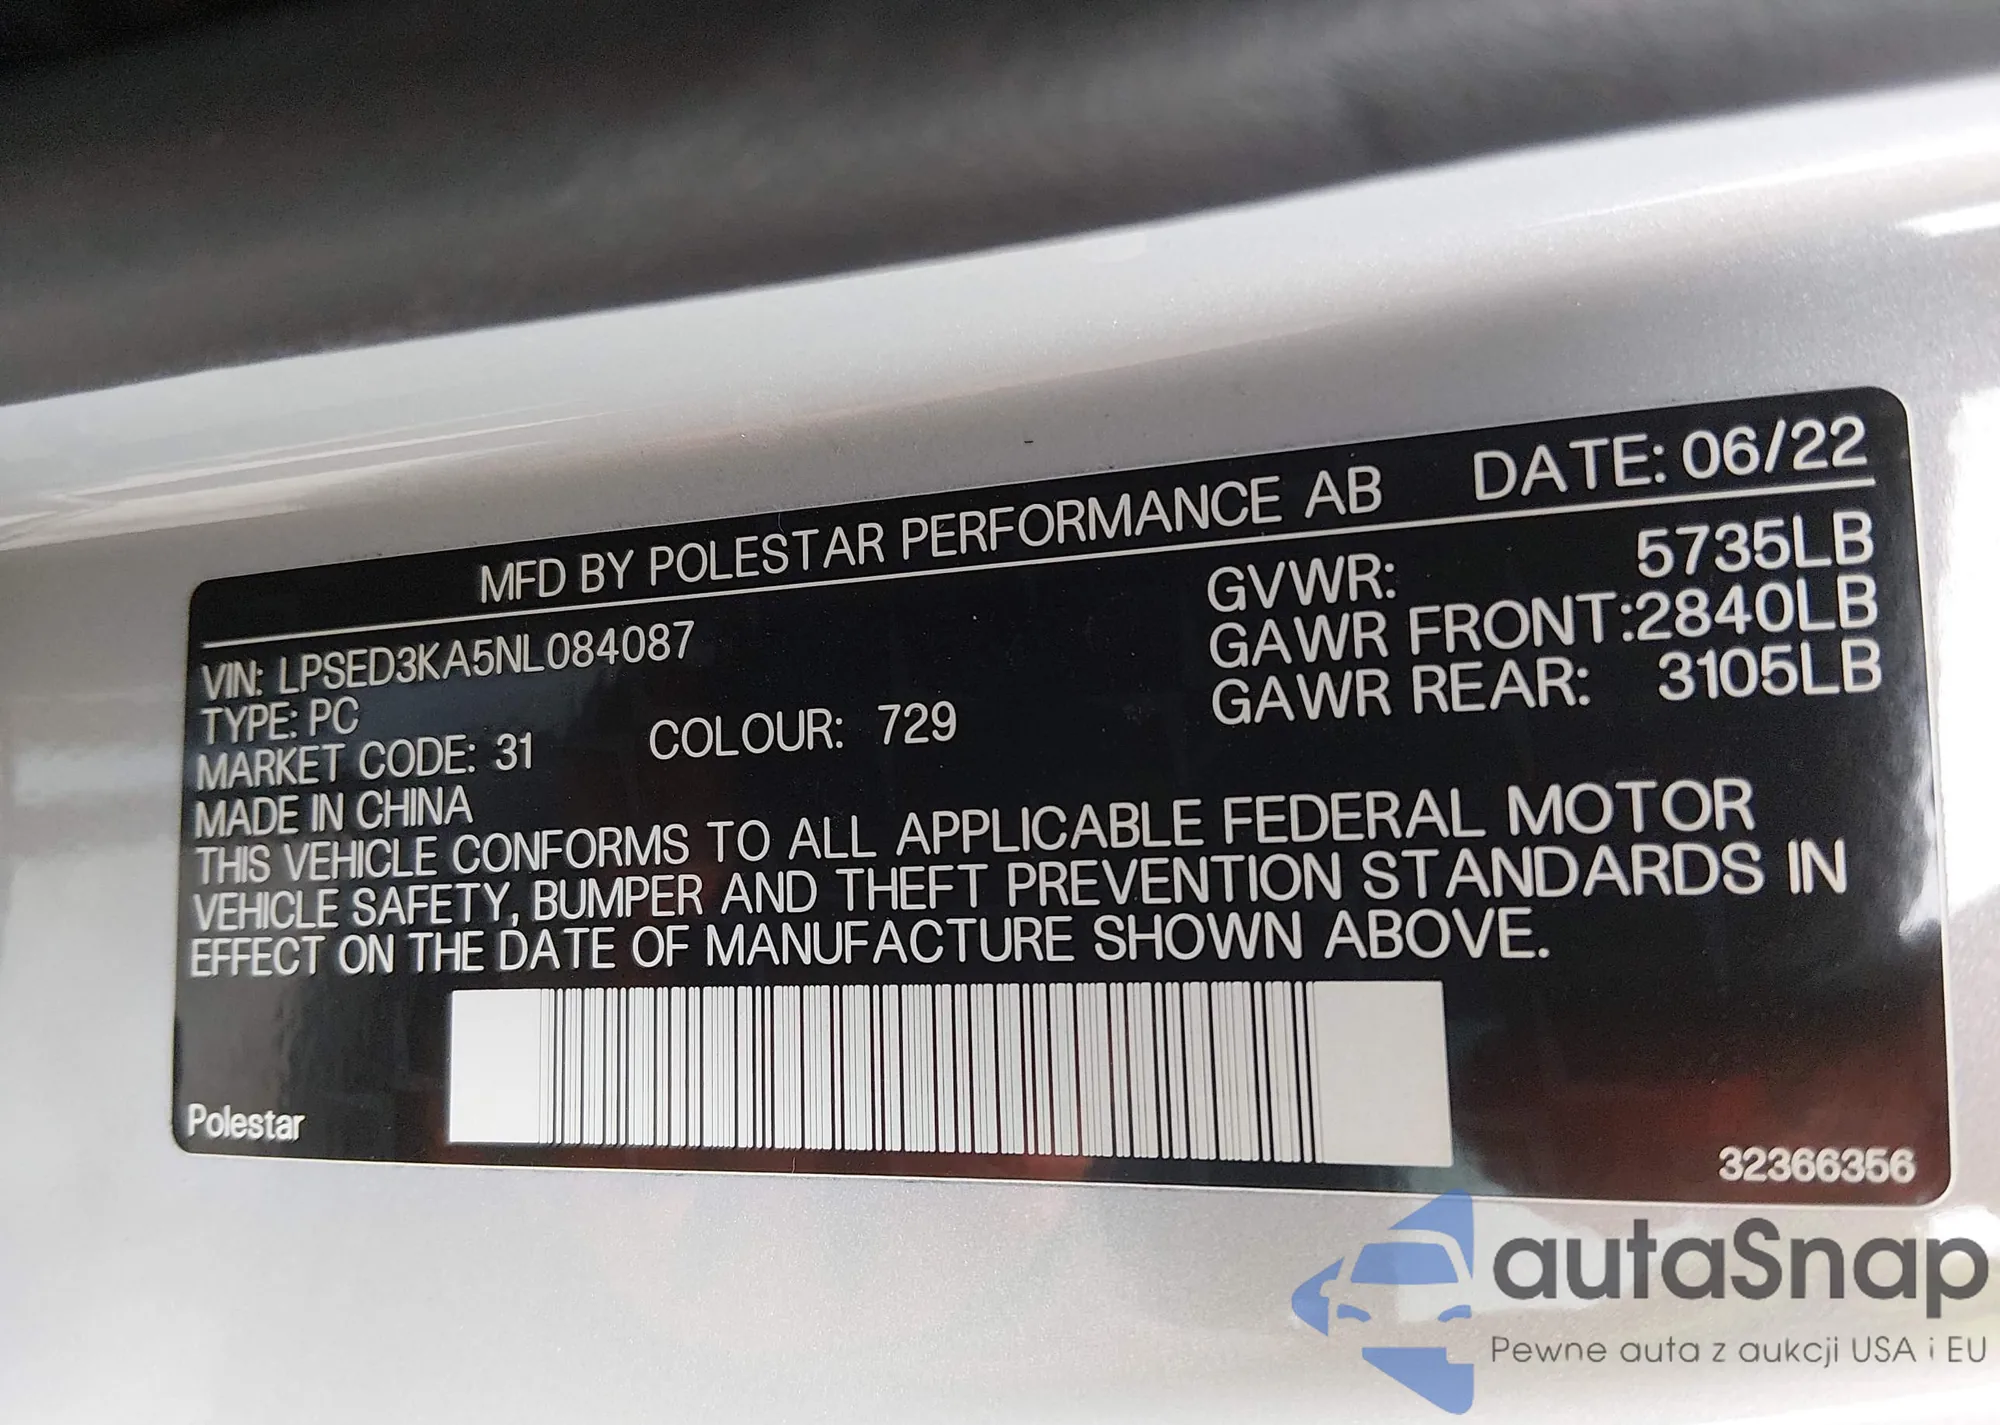 MFD BY POLESTAR PERFORMANCE AB DATE: 06/22
VIN: LPSED3KA5NL084087
TYPE: PC
MARKET CODE: 31 COLOUR: 729
MADE IN CHINA
GVWR: 5735LB
GAWR FRONT:2840LB
GAWR REAR: 3105LB
THIS VEHICLE CONFORMS TO ALL APPLICABLE FEDERAL MOTOR
VEHICLE SAFETY, BUMPER AND THEFT PREVENTION STANDARDS IN
EFFECT ON THE DATE OF MANUFACTURE SHOWN ABOVE.
Polestar
32366356
autaSnap
Pewne auta z aukcji USA i EU